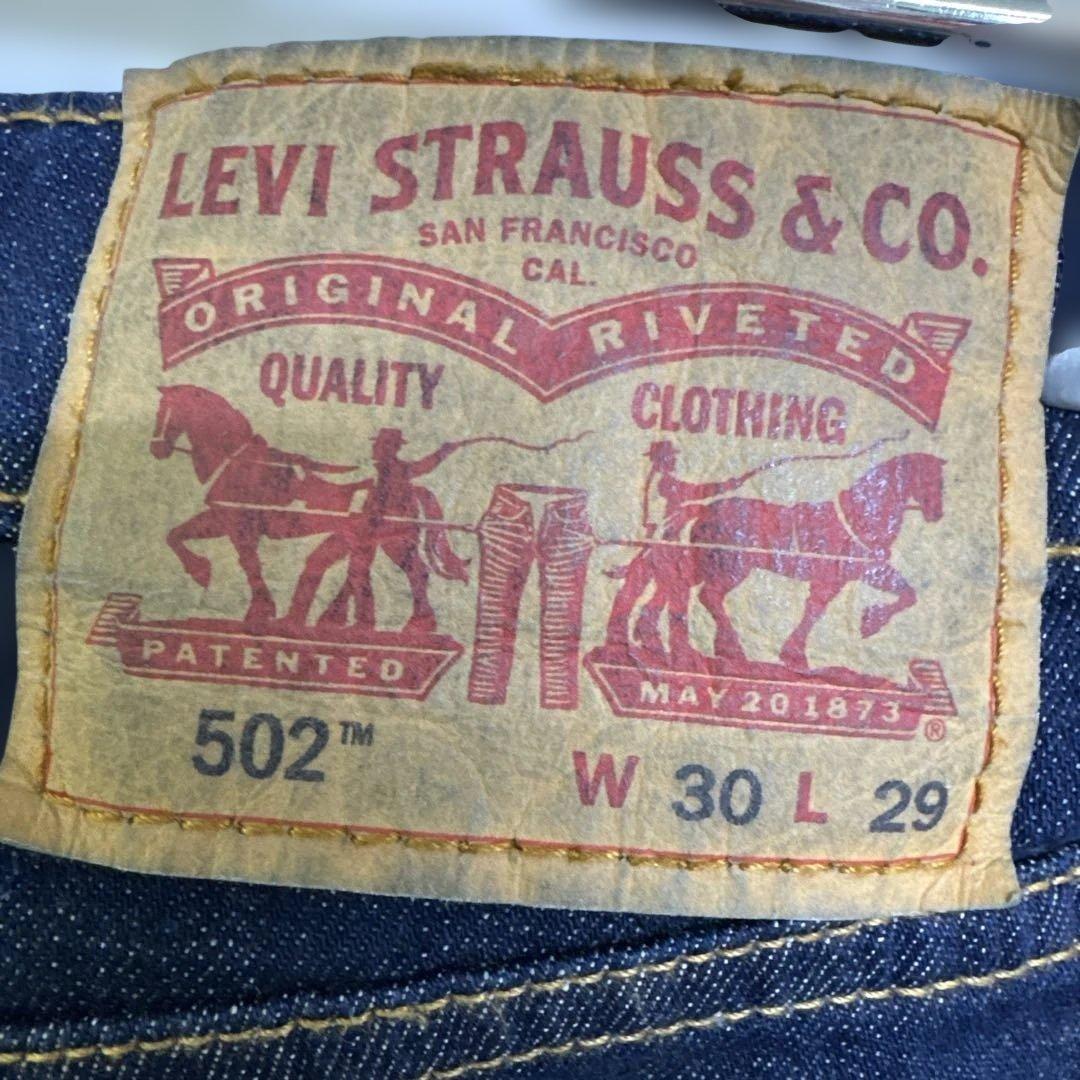 LEVI STRAUSS & CO.
SAN FRANCISCO
CAL.
ORIGINAL RIVETED
QUALITY CLOTHING
PATENTED MAY 20 1873 ®
502™ W 30 L 29